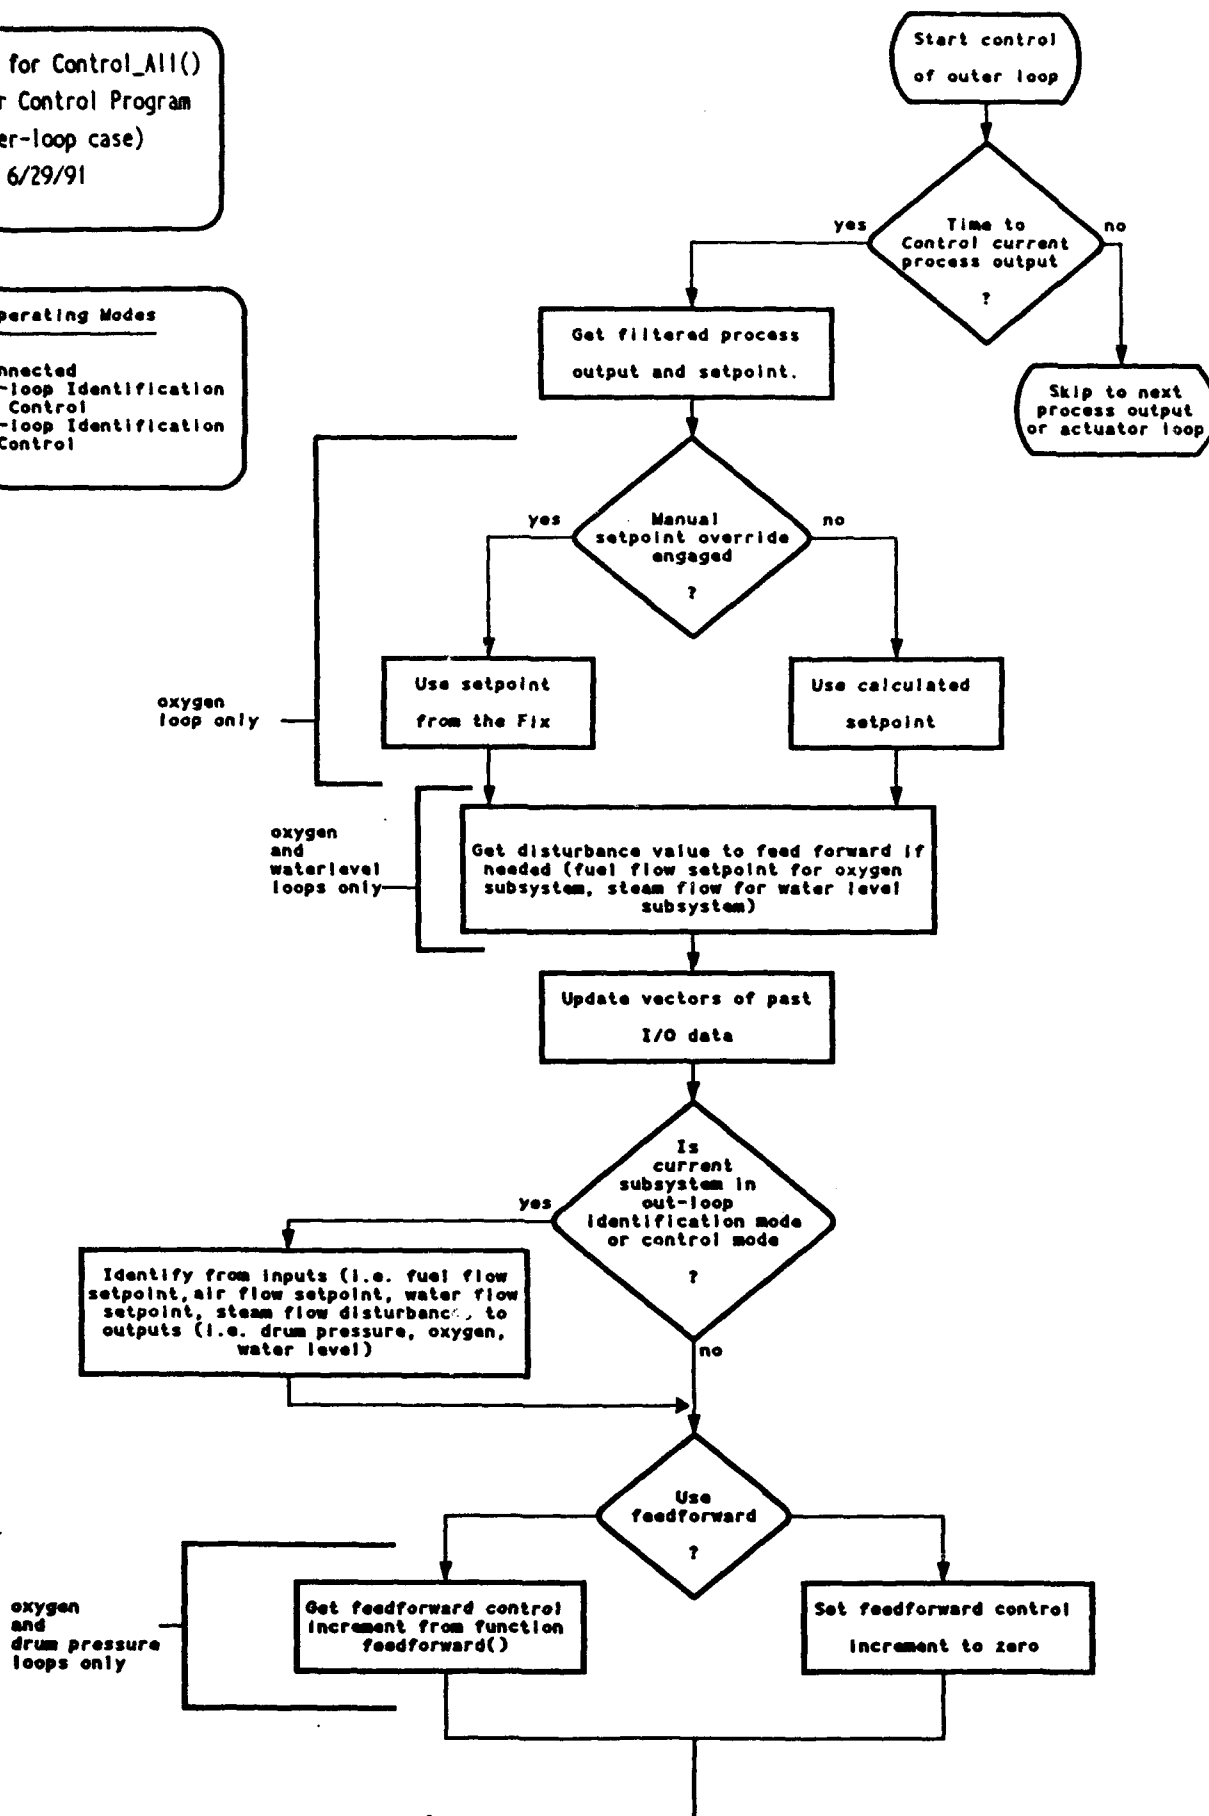 for Control_All()
r Control Program
er-loop case)
6/29/91
perating Modes
nnected
-loop Identification
Control
-loop Identification
Control
Start control
of outer loop
Time to
Control current
process output
?
yes
no
Get filtered process
output and setpoint.
Skip to next
process output
or actuator loop
Manual
setpoint override
engaged
?
yes
no
Use setpoint
from the Fix
Use calculated
setpoint
oxygen
loop only
oxygen
and
waterlevel
loops only
Get disturbance value to feed forward if
needed (fuel flow setpoint for oxygen
subsystem, steam flow for water level
subsystem)
Update vectors of past
I/O data
Is
current
subsystem in
out-loop
identification mode
or control mode
?
yes
no
Identify from inputs (i.e. fuel flow
setpoint, air flow setpoint, water flow
setpoint, steam flow disturbance, to
outputs (i.e. drum pressure, oxygen,
water level)
Use
feedforward
?
oxygen
and
drum pressure
loops only
Get feedforward control
increment from function
feedforward()
Set feedforward control
increment to zero